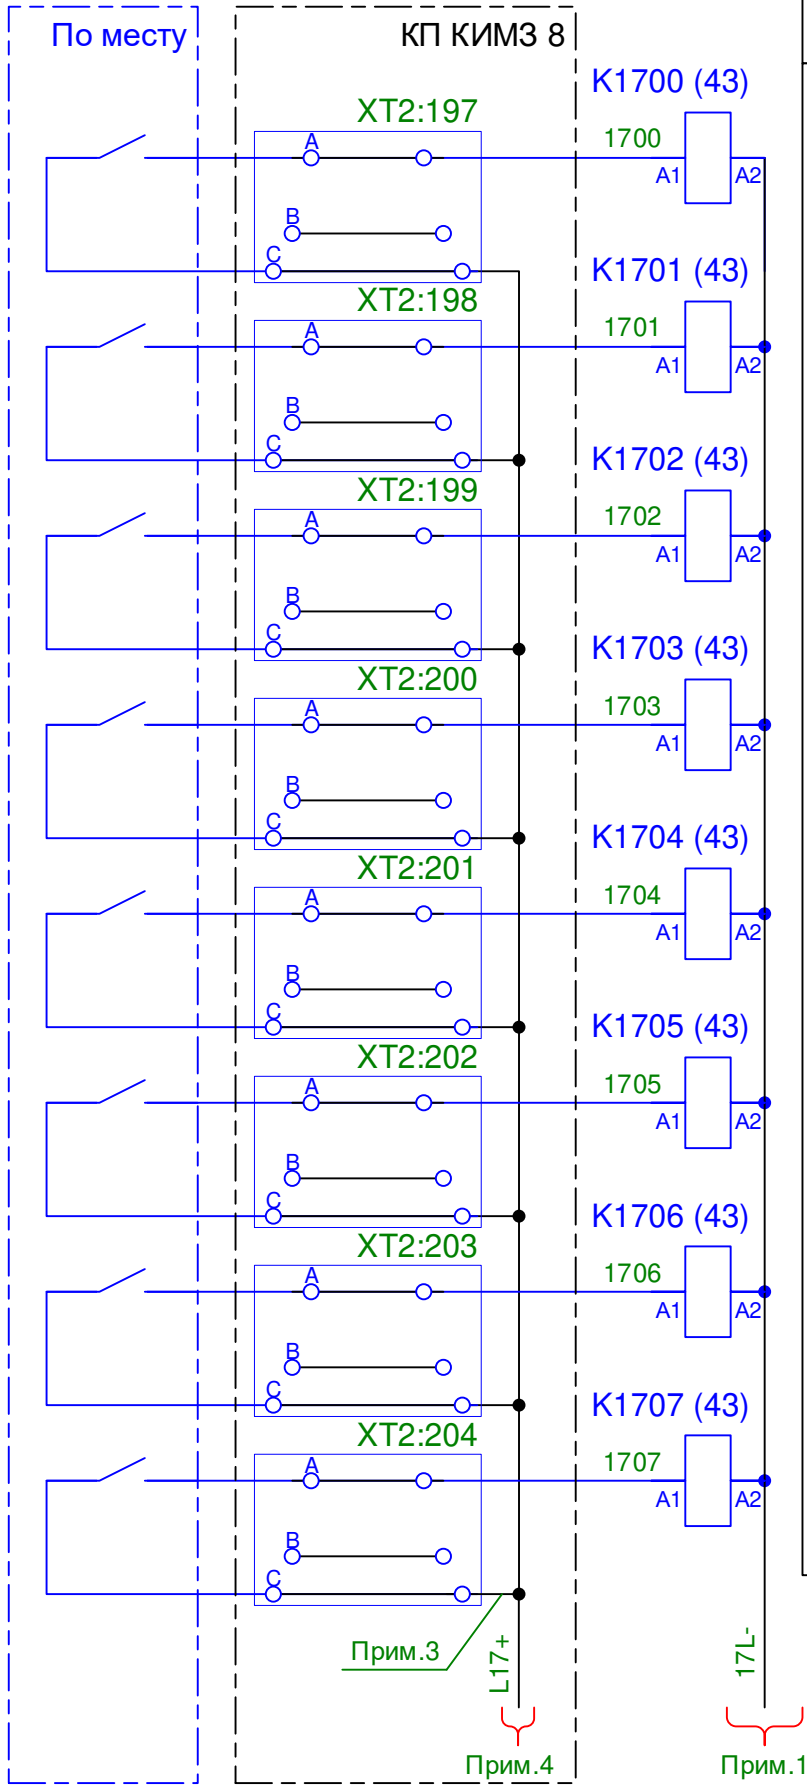 По месту
КП КИМЗ 8
K1700 (43)
XT2:197
1700
A
A1
A2
B
C
K1701 (43)
XT2:198
1701
A
A1
A2
B
C
K1702 (43)
XT2:199
1702
A
A1
A2
B
C
K1703 (43)
XT2:200
1703
A
A1
A2
B
C
K1704 (43)
XT2:201
1704
A
A1
A2
B
C
K1705 (43)
XT2:202
1705
A
A1
A2
B
C
K1706 (43)
XT2:203
1706
A
A1
A2
B
C
K1707 (43)
XT2:204
1707
A
A1
A2
B
C
Прим.3
L17+
17L-
Прим.4
Прим.1